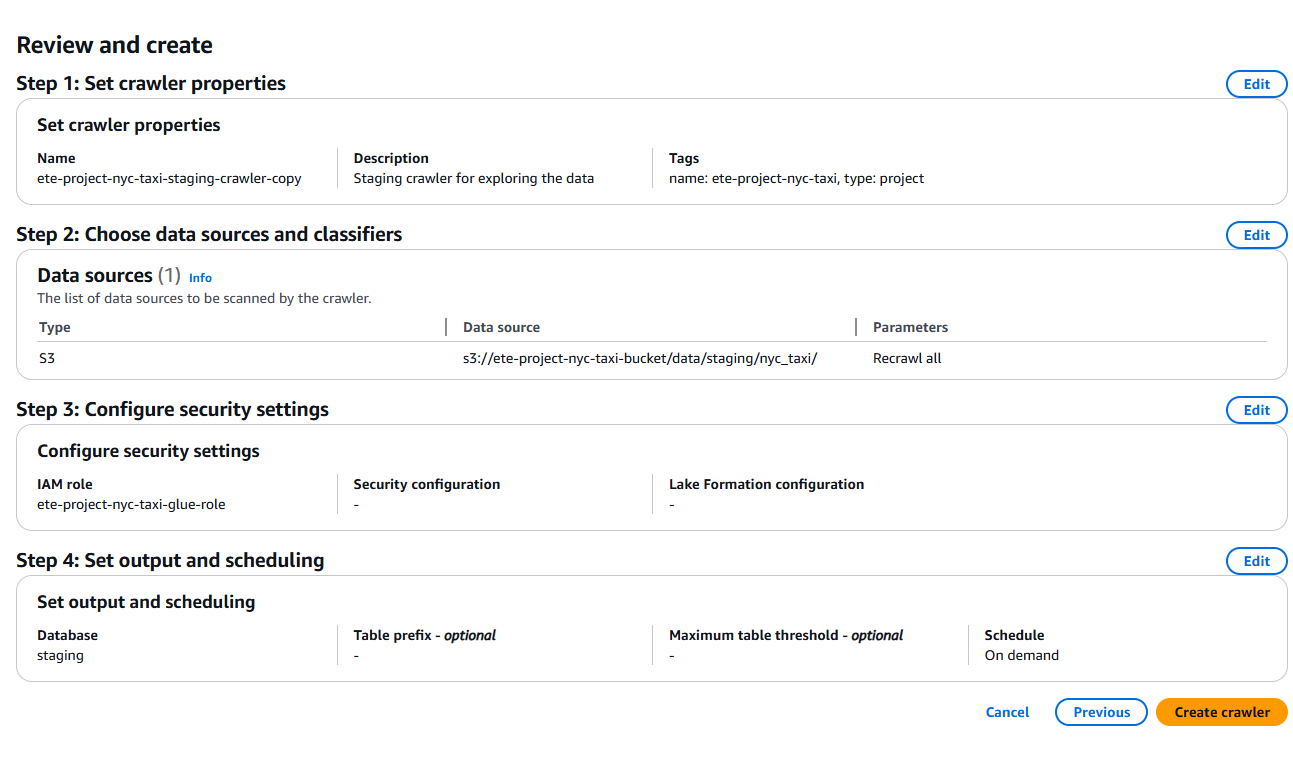 Review and create
Step 1: Set crawler properties
Edit
Set crawler properties
Name
Description
Tags
ete-project-nyc-taxi-staging-crawler-copy
Staging crawler for exploring the data
name: ete-project-nyc-taxi, type: project
Step 2: Choose data sources and classifiers
Edit
Data sources (1) Info
The list of data sources to be scanned by the crawler.
Type
Data source
Parameters
S3
s3://ete-project-nyc-taxi-bucket/data/staging/nyc_taxi/
Recrawl all
Step 3: Configure security settings
Edit
Configure security settings
IAM role
Security configuration
Lake Formation configuration
ete-project-nyc-taxi-glue-role
-
-
Step 4: Set output and scheduling
Edit
Set output and scheduling
Database
Table prefix - optional
Maximum table threshold - optional
Schedule
staging
-
-
On demand
Cancel
Previous
Create crawler